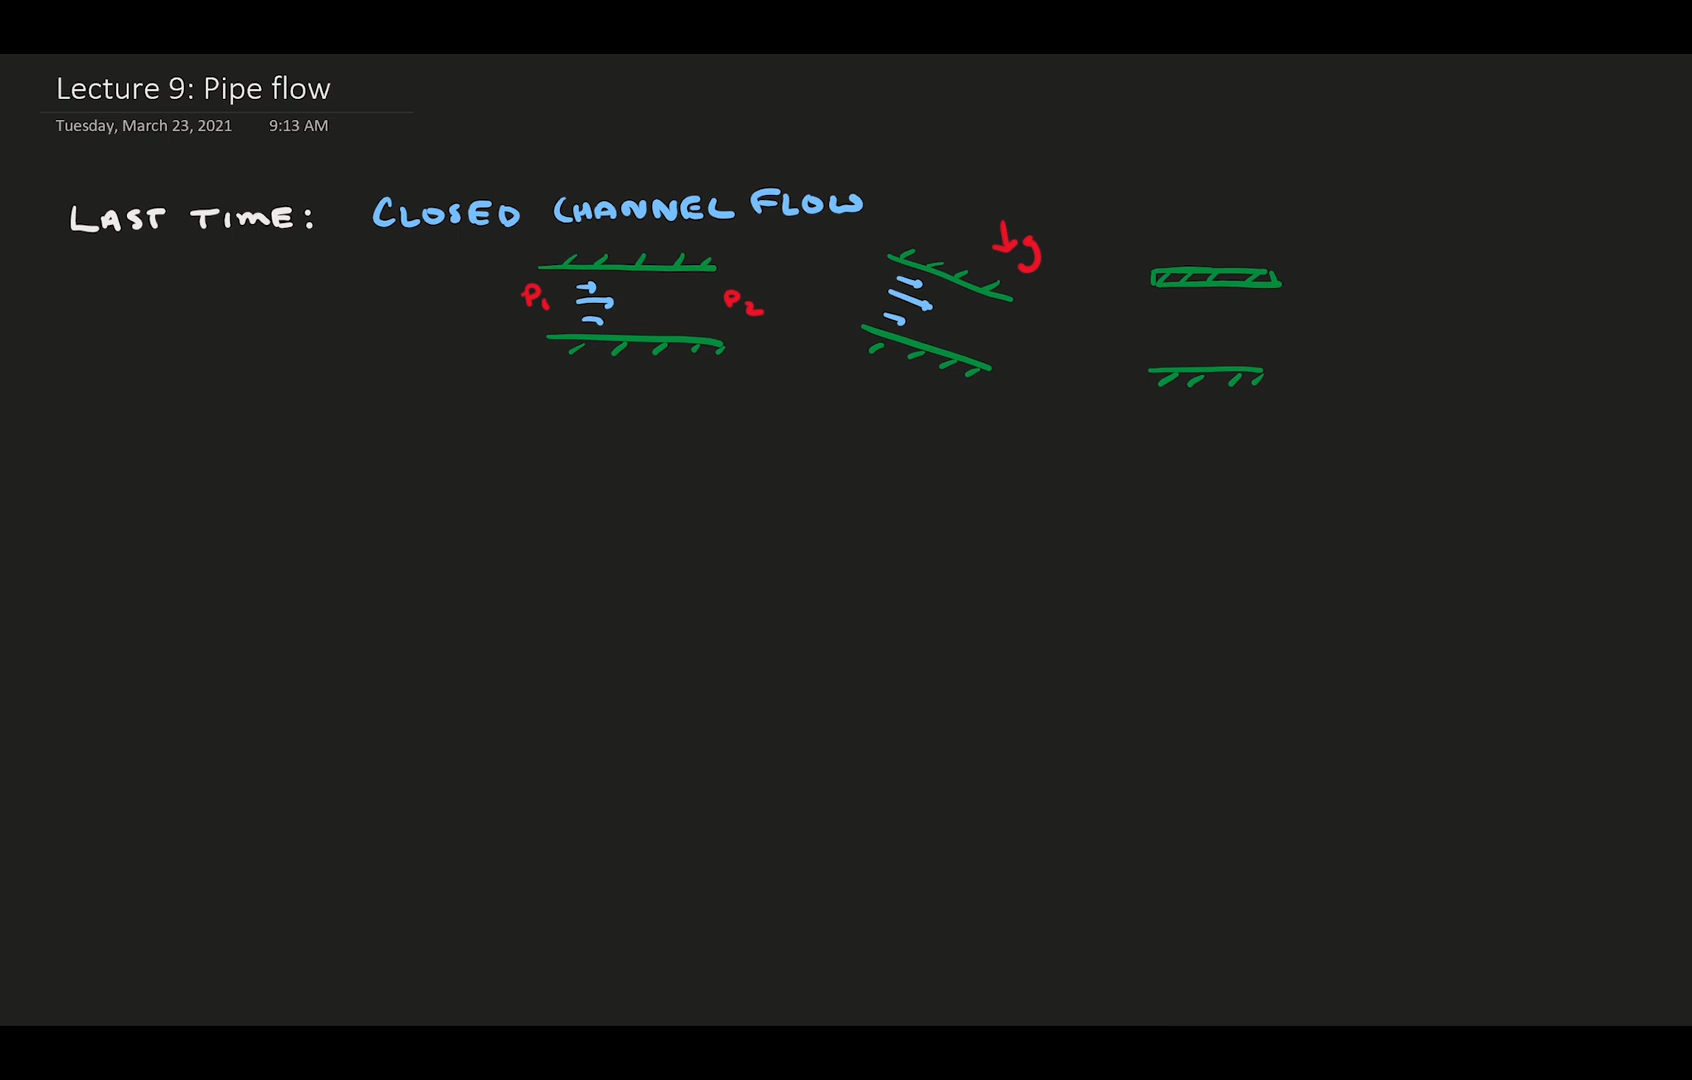 Lecture 9: Pipe flow
Tuesday, March 23, 2021 9:13 AM
LAST TIME: CLOSED CHANNEL FLOW
P₁ P₂ g